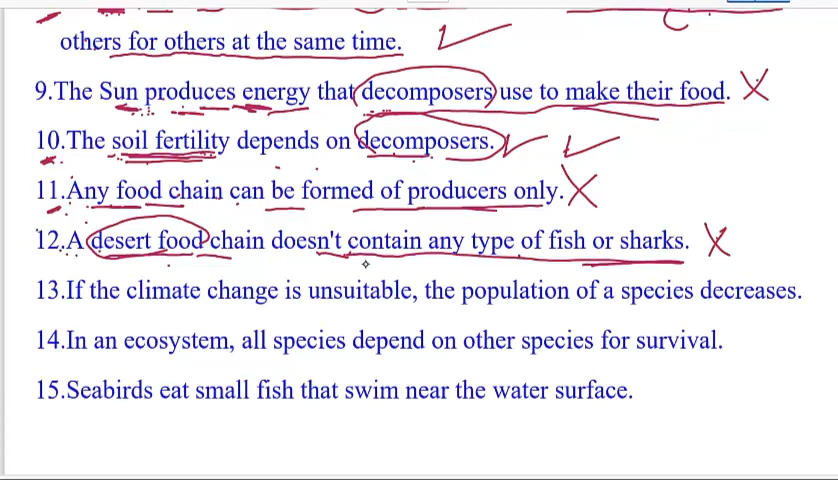 others for others at the same time.
9.The Sun produces energy that decomposers use to make their food.
10.The soil fertility depends on decomposers.
11.Any food chain can be formed of producers only.
12.A desert food chain doesn't contain any type of fish or sharks.
13.If the climate change is unsuitable, the population of a species decreases.
14.In an ecosystem, all species depend on other species for survival.
15.Seabirds eat small fish that swim near the water surface.